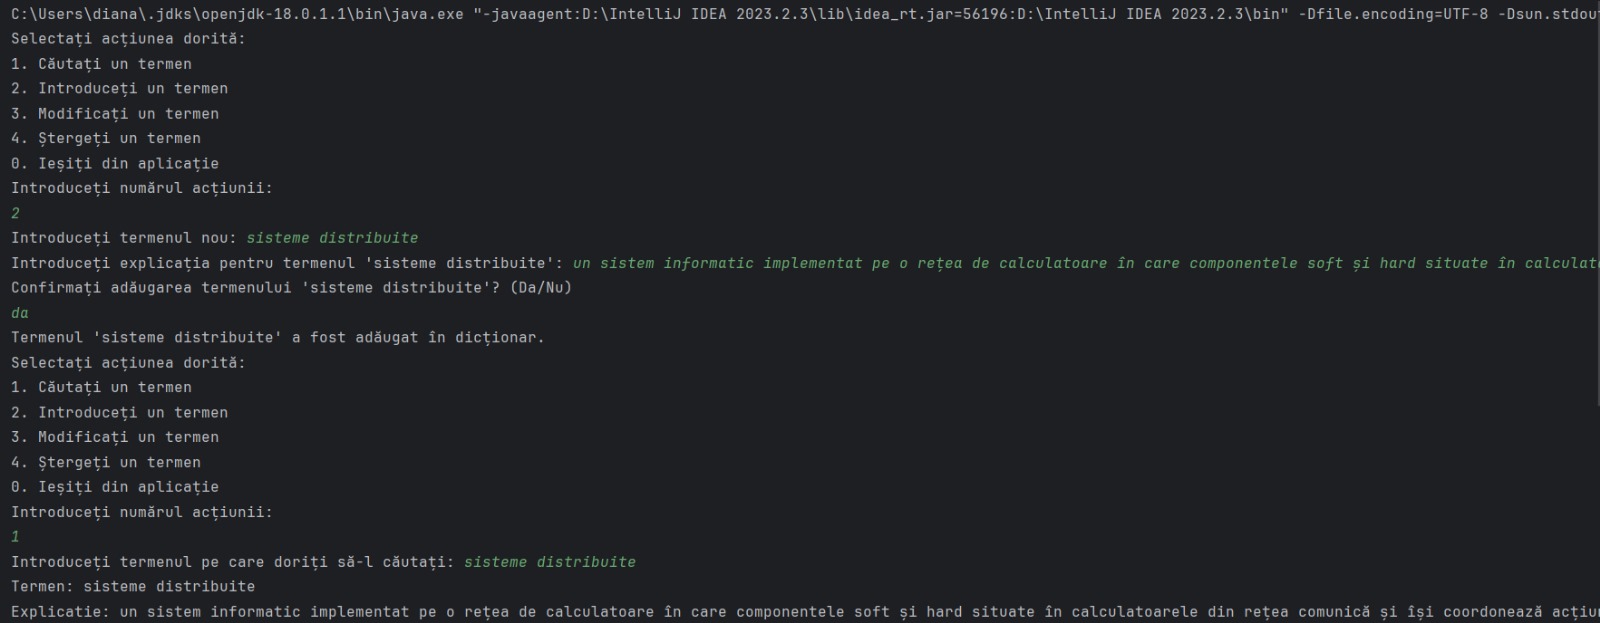 C:\Users\diana\.jdks\openjdk-18.0.1.1\bin\java.exe "-javaagent:D:\IntelliJ IDEA 2023.2.3\lib\idea_rt.jar=56196:D:\IntelliJ IDEA 2023.2.3\bin" -Dfile.encoding=UTF-8 -Dsun.stdou
Selectați acțiunea dorită:
1. Căutați un termen
2. Introduceți un termen
3. Modificați un termen
4. Ștergeți un termen
0. Ieșiți din aplicație
Introduceți numărul acțiunii:
2
Introduceți termenul nou: sisteme distribuite
Introduceți explicația pentru termenul 'sisteme distribuite': un sistem informatic implementat pe o rețea de calculatoare în care componentele soft și hard situate în calculat
Confirmați adăugarea termenului 'sisteme distribuite'? (Da/Nu)
da
Termenul 'sisteme distribuite' a fost adăugat în dicționar.
Selectați acțiunea dorită:
1. Căutați un termen
2. Introduceți un termen
3. Modificați un termen
4. Ștergeți un termen
0. Ieșiți din aplicație
Introduceți numărul acțiunii:
1
Introduceți termenul pe care doriți să-l căutați: sisteme distribuite
Termen: sisteme distribuite
Explicatie: un sistem informatic implementat pe o rețea de calculatoare în care componentele soft și hard situate în calculatoarele din rețea comunică și își coordonează acțiu